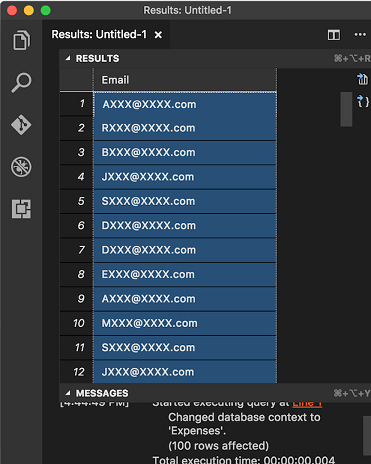 Results: Untitled-1
Results: Untitled-1
RESULTS ⌘+⌥+R
Email
1 AXXX@XXXX.com
2 RXXX@XXXX.com
3 BXXX@XXXX.com
4 JXXX@XXXX.com
5 SXXX@XXXX.com
6 DXXX@XXXX.com
7 DXXX@XXXX.com
8 EXXX@XXXX.com
9 AXXX@XXXX.com
10 MXXX@XXXX.com
11 SXXX@XXXX.com
12 JXXX@XXXX.com
MESSAGES ⌘+⌥+Y
[4:44:49 PM] Started executing query at Line 1
Changed database context to
'Expenses'.
(100 rows affected)
Total execution time: 00:00:00.004